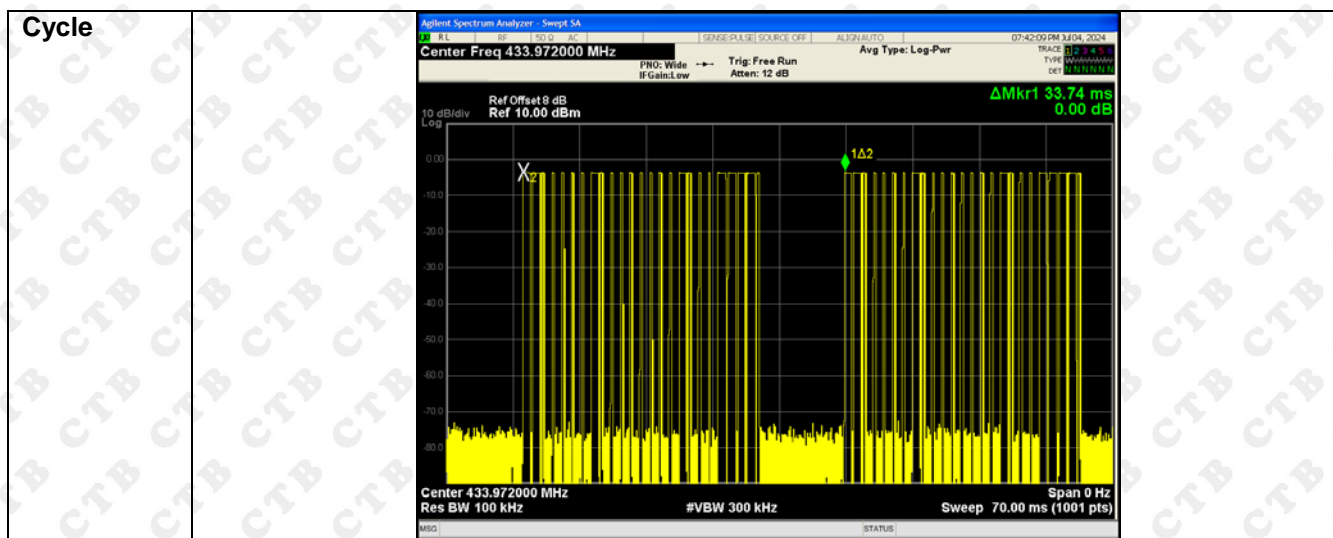 Cycle
Agilent Spectrum Analyzer - Swept SA
RL RF 50 Ω AC SENSE:PULSE SOURCE OFF ALIGN AUTO 07:42:09 PM Jul 04, 2024
Center Freq 433.972000 MHz
PNO: Wide
IFGain:Low
Trig: Free Run
Atten: 12 dB
Avg Type: Log-Pwr
TRACE 1 2 3 4 5 6
TYPE
DET N N N N N N
ΔMkr1 33.74 ms
0.00 dB
Ref Offset 8 dB
10 dB/div Ref 10.00 dBm
Log
0.00
-10.0
-20.0
-30.0
-40.0
-50.0
-60.0
-70.0
-80.0
X2
1Δ2
Center 433.972000 MHz Span 0 Hz
Res BW 100 kHz #VBW 300 kHz Sweep 70.00 ms (1001 pts)
MSG STATUS
CTB